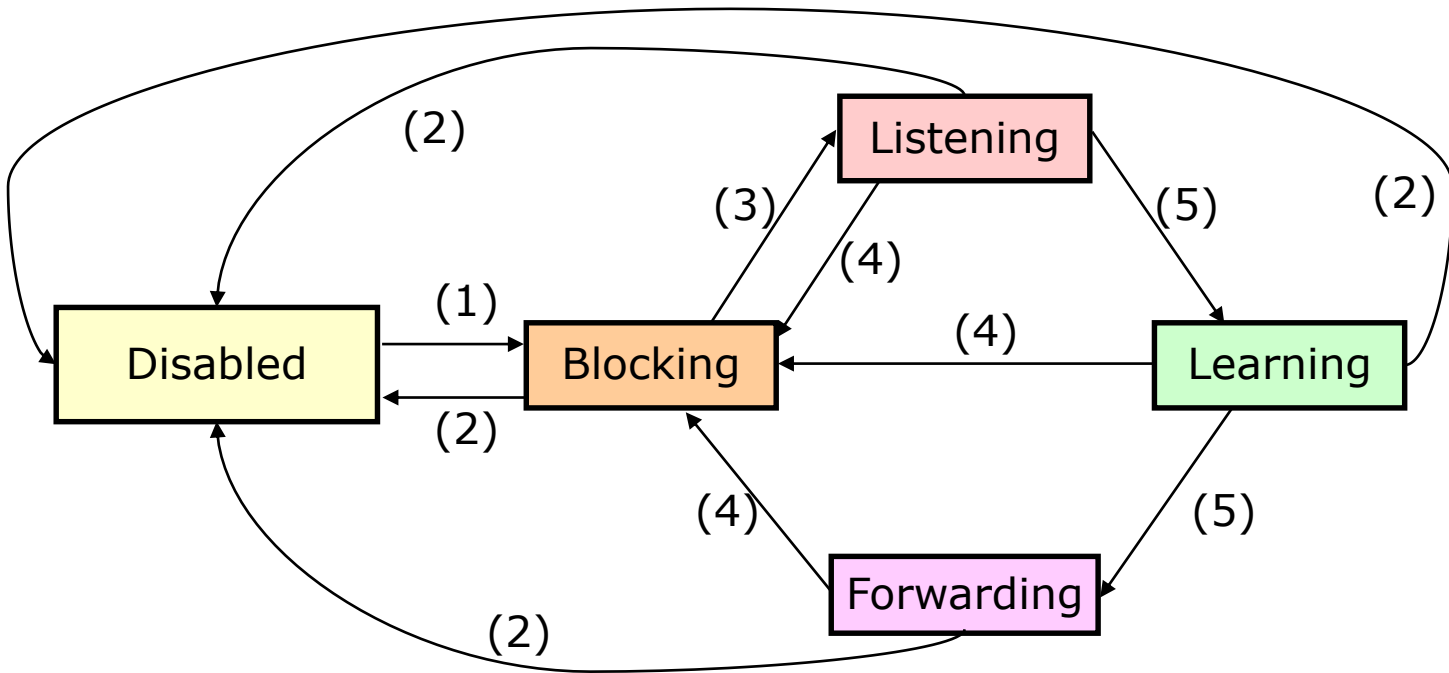 (2)
Listening
(2)
(3)
(5)
(4)
(1)
(4)
Disabled
Blocking
Learning
(2)
(4)
(5)
Forwarding
(2)